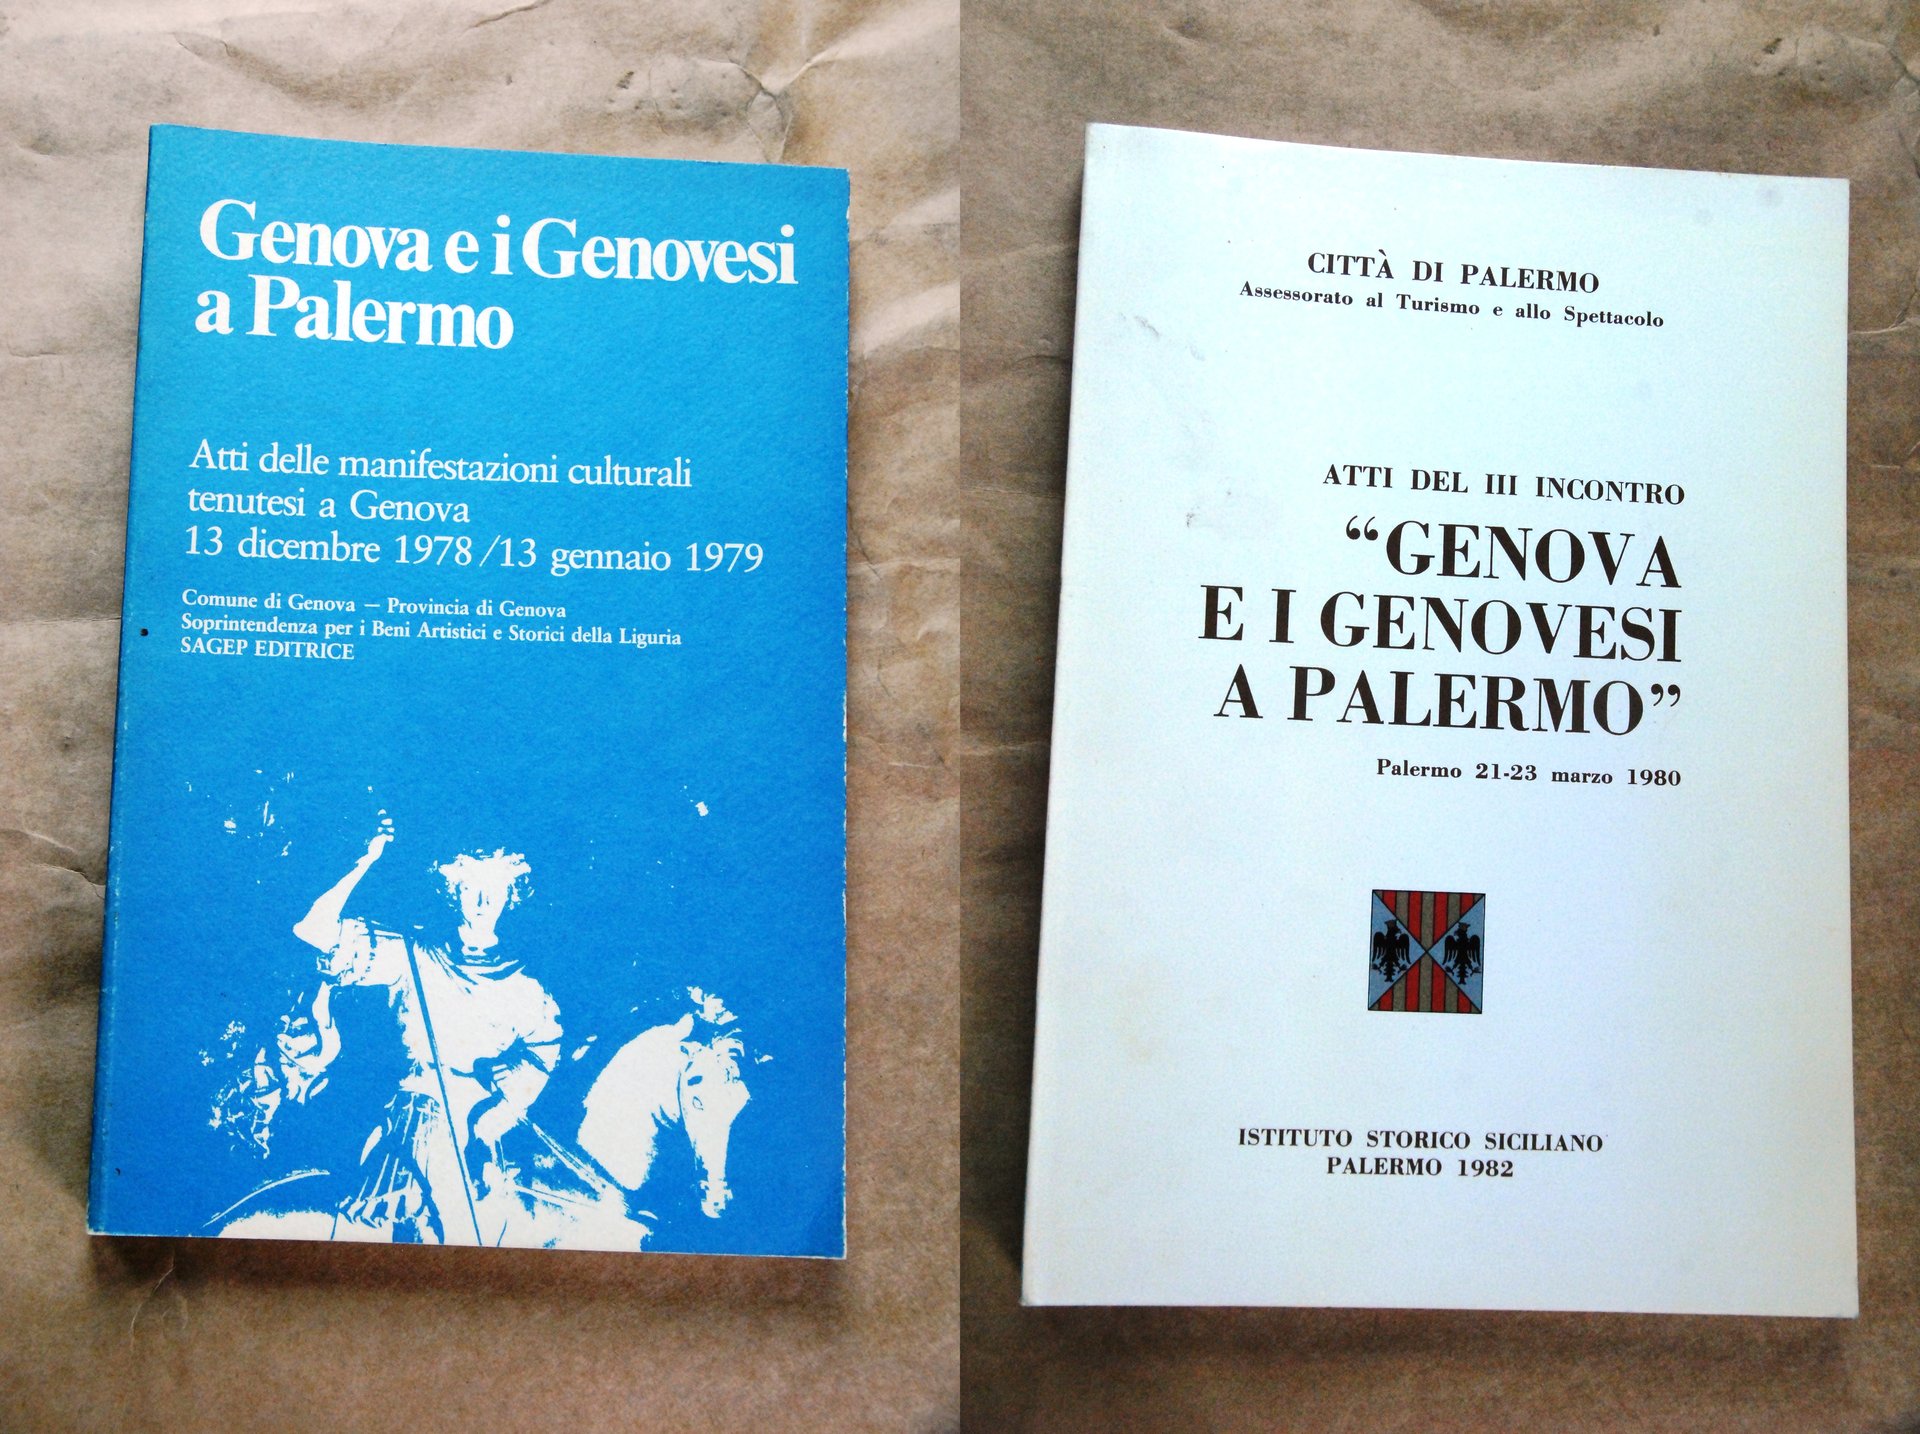 Genova e i Genovesi
a Palermo
Atti delle manifestazioni culturali
tenutesi a Genova
13 dicembre 1978 / 13 gennaio 1979
Comune di Genova — Provincia di Genova
Soprintendenza per i Beni Artistici e Storici della Liguria
SAGEP EDITRICE
CITTÀ DI PALERMO
Assessorato al Turismo e allo Spettacolo
ATTI DEL III INCONTRO
“GENOVA
E I GENOVESI
A PALERMO”
Palermo 21-23 marzo 1980
ISTITUTO STORICO SICILIANO
PALERMO 1982